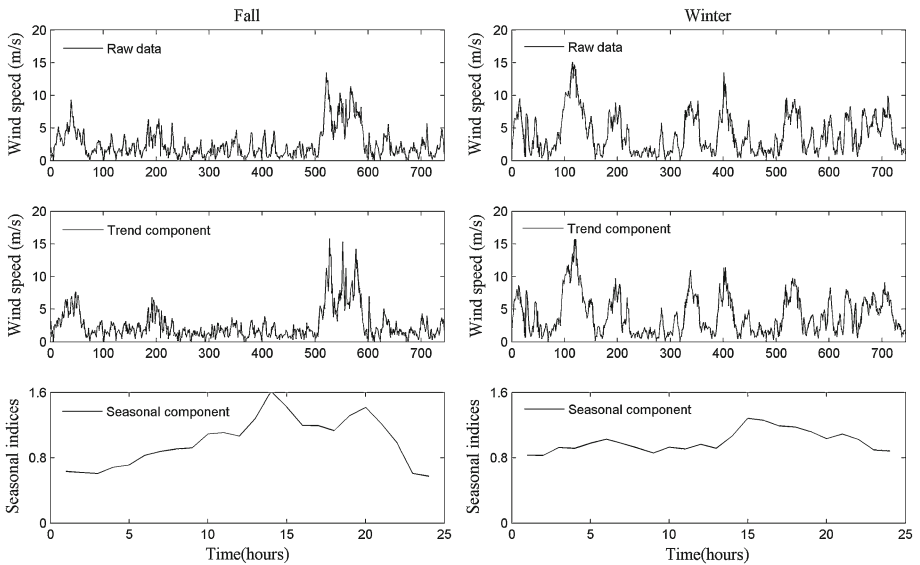 Fall
Winter
20
15
10
5
0
Wind speed (m/s)
Raw data
0 100 200 300 400 500 600 700
20
15
10
5
0
Wind speed (m/s)
Raw data
0 100 200 300 400 500 600 700
20
15
10
5
0
Wind speed (m/s)
Trend component
0 100 200 300 400 500 600 700
20
15
10
5
0
Wind speed (m/s)
Trend component
0 100 200 300 400 500 600 700
1.6
0.8
0
Seasonal indices
Seasonal component
0 5 10 15 20 25
Time(hours)
1.6
0.8
0
Seasonal indices
Seasonal component
0 5 10 15 20 25
Time(hours)